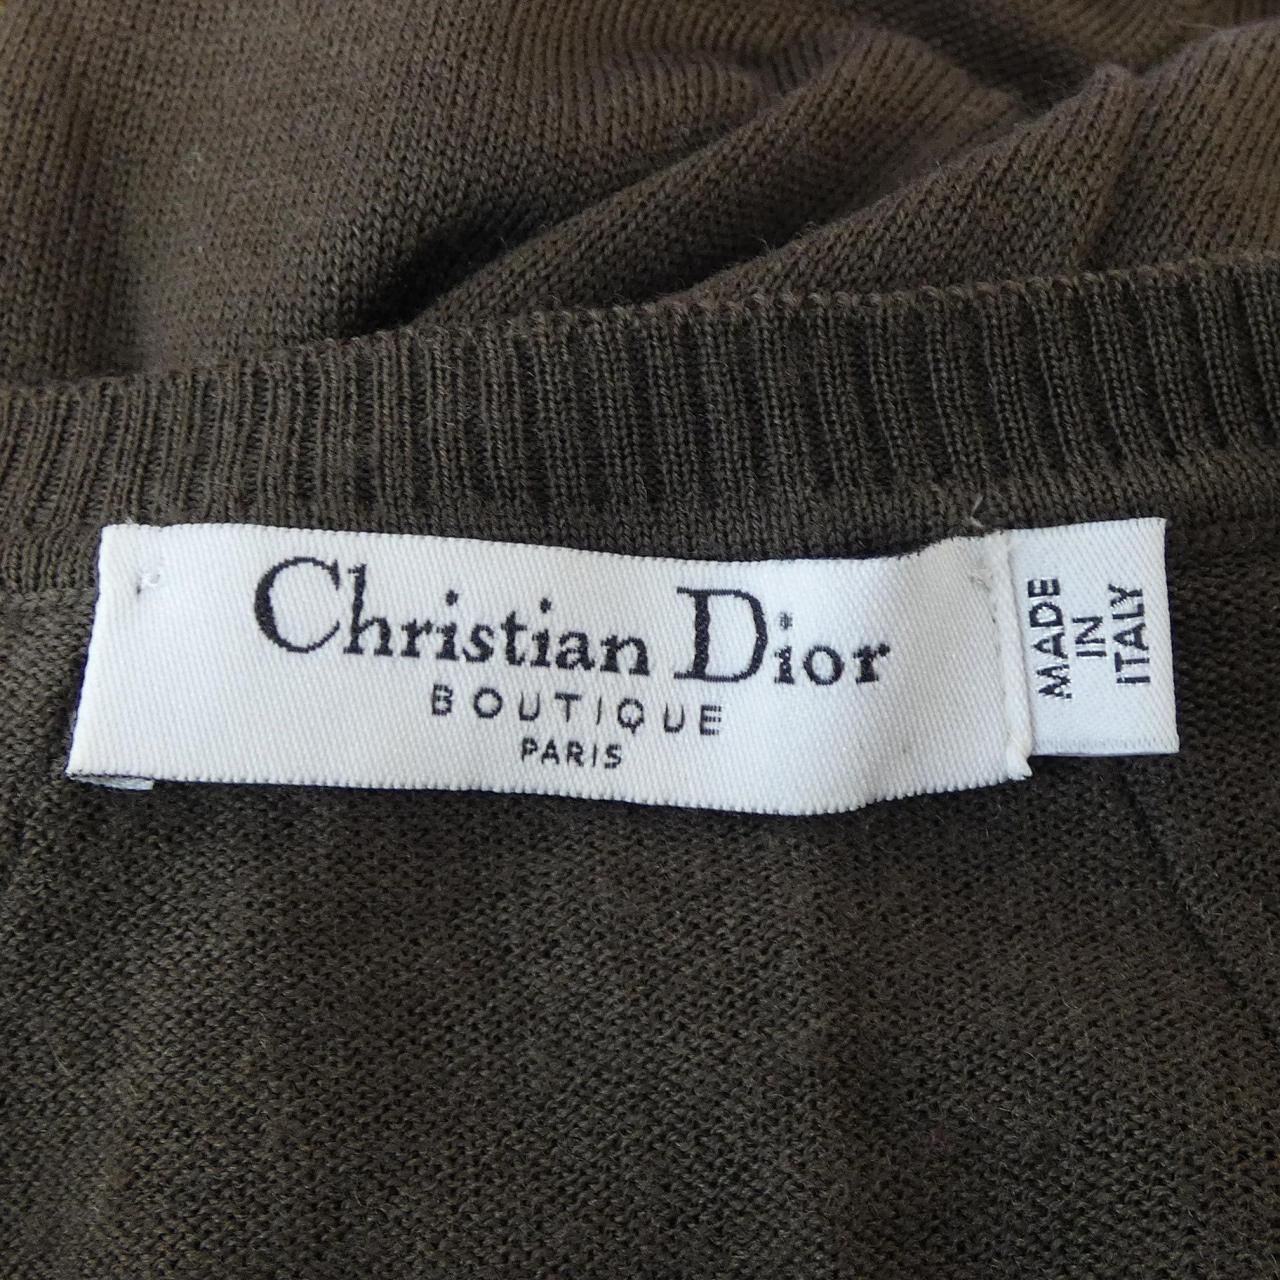 Christian Dior
BOUTIQUE
PARIS
MADE
IN
ITALY